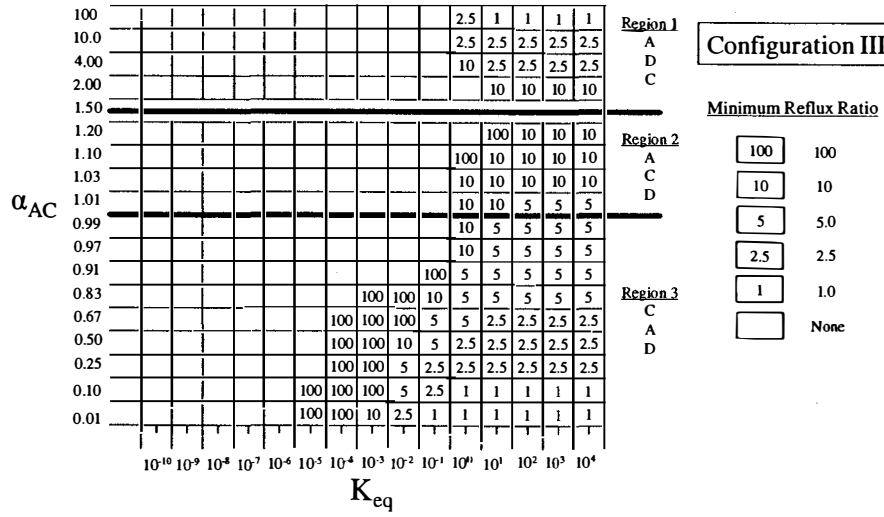 100 2.5 1 1 1 1
10.0 2.5 2.5 2.5 2.5 2.5
4.00 10 2.5 2.5 2.5 2.5
2.00 10 10 10 10
1.50
1.20 100 10 10 10
1.10 100 10 10 10 10
1.03 10 10 10 10 10
1.01 10 10 5 5 5
0.99 10 5 5 5 5
0.97 10 5 5 5 5
0.91 100 5 5 5 5 5
0.83 100 100 10 5 5 5 5 5
0.67 100 100 100 5 5 2.5 2.5 2.5 2.5
0.50 100 100 10 5 2.5 2.5 2.5 2.5 2.5
0.25 100 100 5 2.5 2.5 2.5 2.5 2.5 2.5
0.10 100 100 100 5 2.5 1 1 1 1 1
0.01 100 100 10 2.5 1 1 1 1 1 1
α_AC
10⁻¹⁰ 10⁻⁹ 10⁻⁸ 10⁻⁷ 10⁻⁶ 10⁻⁵ 10⁻⁴ 10⁻³ 10⁻² 10⁻¹ 10⁰ 10¹ 10² 10³ 10⁴
K_eq
Region 1
A
D
C
Region 2
A
C
D
Region 3
C
A
D
Configuration III
Minimum Reflux Ratio
100 100
10 10
5 5.0
2.5 2.5
1 1.0
None